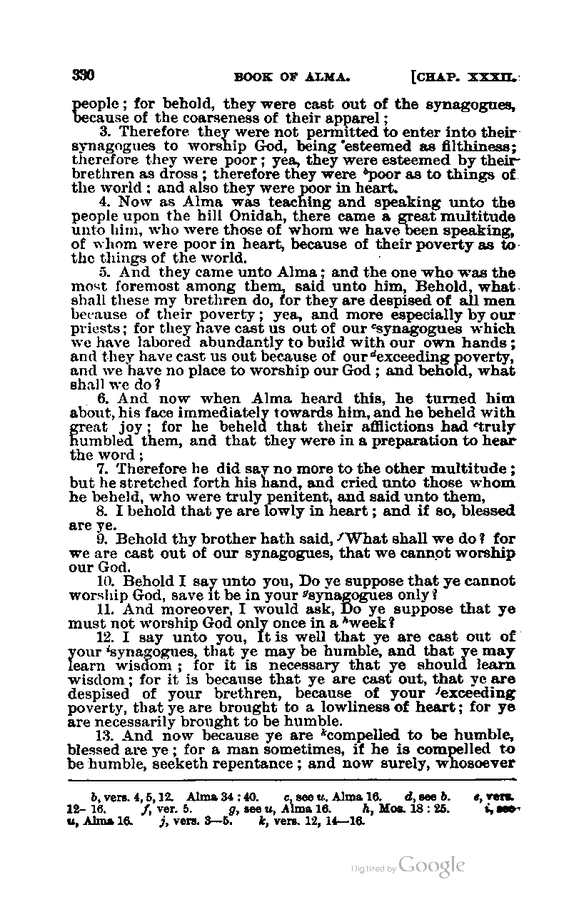 330 BOOK OF ALMA. [CHAP. XXXII.
people; for behold, they were cast out of the synagogues,
because of the coarseness of their apparel;
3. Therefore they were not permitted to enter into their
synagogues to worship God, being esteemed as filthiness;
therefore they were poor; yea, they were esteemed by their
brethren as dross; therefore they were bpoor as to things of
the world; and also they were poor in heart.
4. Now as Alma was teaching and speaking unto the
people upon the hill Onidah, there came a great multitude
unto him, who were those of whom we have been speaking,
of whom were poor in heart, because of their poverty as to
the things of the world.
5. And they came unto Alma; and the one who was the
most foremost among them, said unto him, Behold, what
shall these my brethren do, for they are despised of all men
because of their poverty; yea, and more especially by our
priests; for they have cast us out of our csynagogues which
we have labored abundantly to build with our own hands;
and they have cast us out because of our dexceeding poverty,
and we have no place to worship our God; and behold, what
shall we do?
6. And now when Alma heard this, he turned him
about, his face immediately towards him, and he beheld with
great joy; for he beheld that their afflictions had etruly
humbled them, and that they were in a preparation to hear
the word;
7. Therefore he did say no more to the other multitude;
but he stretched forth his hand, and cried unto those whom
he beheld, who were truly penitent, and said unto them,
8. I behold that ye are lowly in heart; and if so, blessed
are ye.
9. Behold thy brother hath said, fWhat shall we do? for
we are cast out of our synagogues, that we cannot worship
our God.
10. Behold I say unto you, Do ye suppose that ye cannot
worship God, save it be in your gsynagogues only?
11. And moreover, I would ask, Do ye suppose that ye
must not worship God only once in a hweek?
12. I say unto you, It is well that ye are cast out of
your isynagogues, that ye may be humble, and that ye may
learn wisdom; for it is necessary that ye should learn
wisdom; for it is because that ye are cast out, that ye are
despised of your brethren, because of your jexceeding
poverty, that ye are brought to a lowliness of heart; for ye
are necessarily brought to be humble.
13. And now because ye are kcompelled to be humble,
blessed are ye; for a man sometimes, if he is compelled to
be humble, seeketh repentance; and now surely, whosoever
b, vers. 4, 5, 12. Alma 34:40. c, see u, Alma 16. d, see b. e, vers.
12-16. f, ver. 5. g, see u, Alma 16. h, Mos. 18:25. i, see
u, Alma 16. j, vers. 3—5. k, vers. 12, 14—16.
Digitized by Google